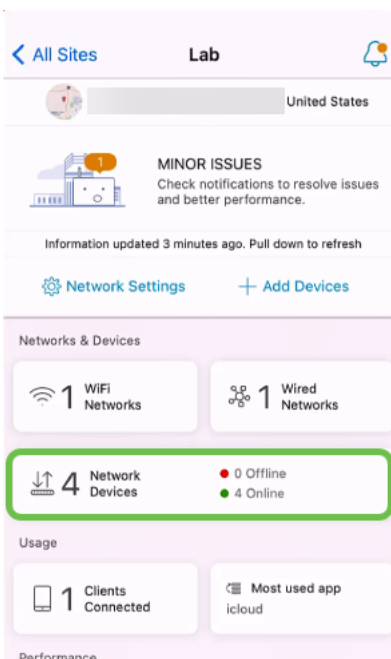 All Sites
Lab
United States
1
MINOR ISSUES
Check notifications to resolve issues
and better performance.
Information updated 3 minutes ago. Pull down to refresh
Network Settings
Add Devices
Networks & Devices
1 WiFi
Networks
1 Wired
Networks
4 Network
Devices
0 Offline
4 Online
Usage
1 Clients
Connected
Most used app
icloud
Performance